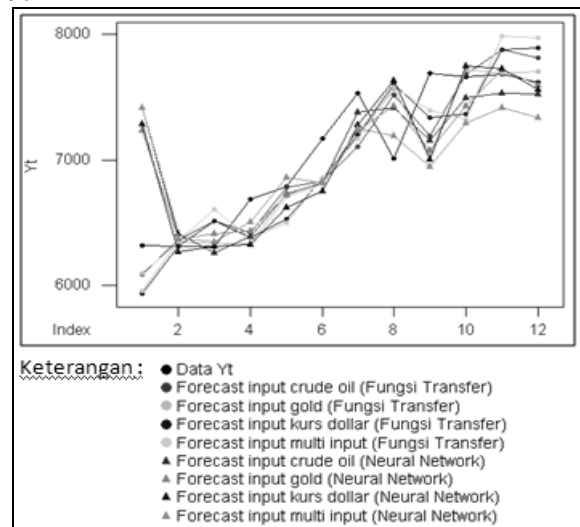 8000
7000
6000
Yt
Index 2 4 6 8 10 12
Keterangan:
Data Yt
Forecast input crude oil (Fungsi Transfer)
Forecast input gold (Fungsi Transfer)
Forecast input kurs dollar (Fungsi Transfer)
Forecast input multi input (Fungsi Transfer)
Forecast input crude oil (Neural Network)
Forecast input gold (Neural Network)
Forecast input kurs dollar (Neural Network)
Forecast input multi input (Neural Network)